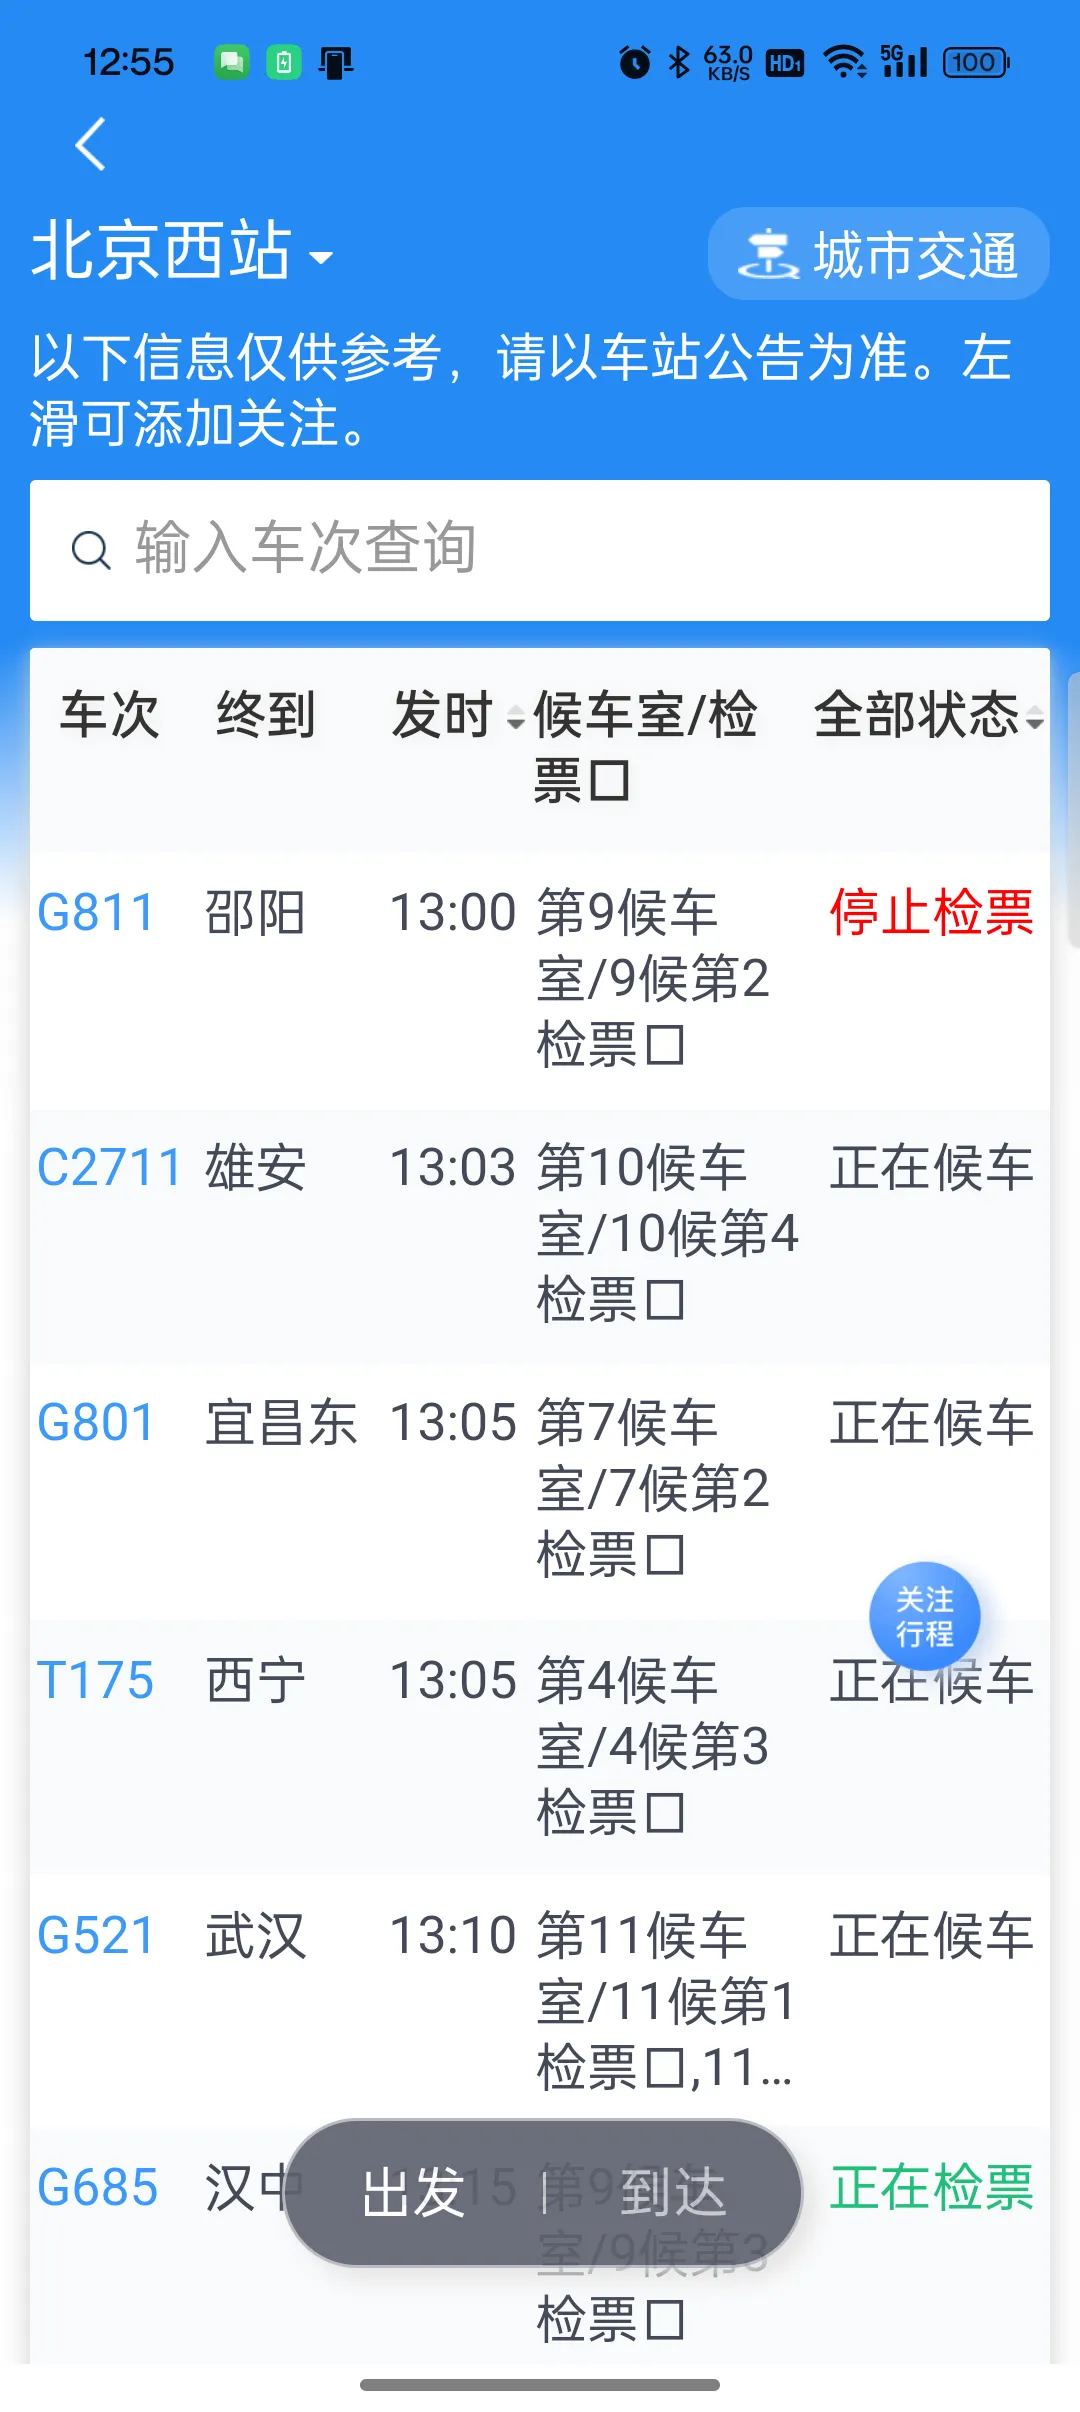 12:55 63.0 KB/S HD1 5G 100
北京西站
城市交通
以下信息仅供参考，请以车站公告为准。左
滑可添加关注。
输入车次查询
车次 终到 发时 候车室/检 全部状态
票口
G811 邵阳 13:00 第9候车 停止检票
室/9候第2
检票口
C2711 雄安 13:03 第10候车 正在候车
室/10候第4
检票口
G801 宜昌东 13:05 第7候车 正在候车
室/7候第2
检票口
关注
行程
T175 西宁 13:05 第4候车 正在候车
室/4候第3
检票口
G521 武汉 13:10 第11候车 正在候车
室/11候第1
检票口,11...
G685 汉中 15 第9候 正在检票
出发 到达
室/9候第3
检票口